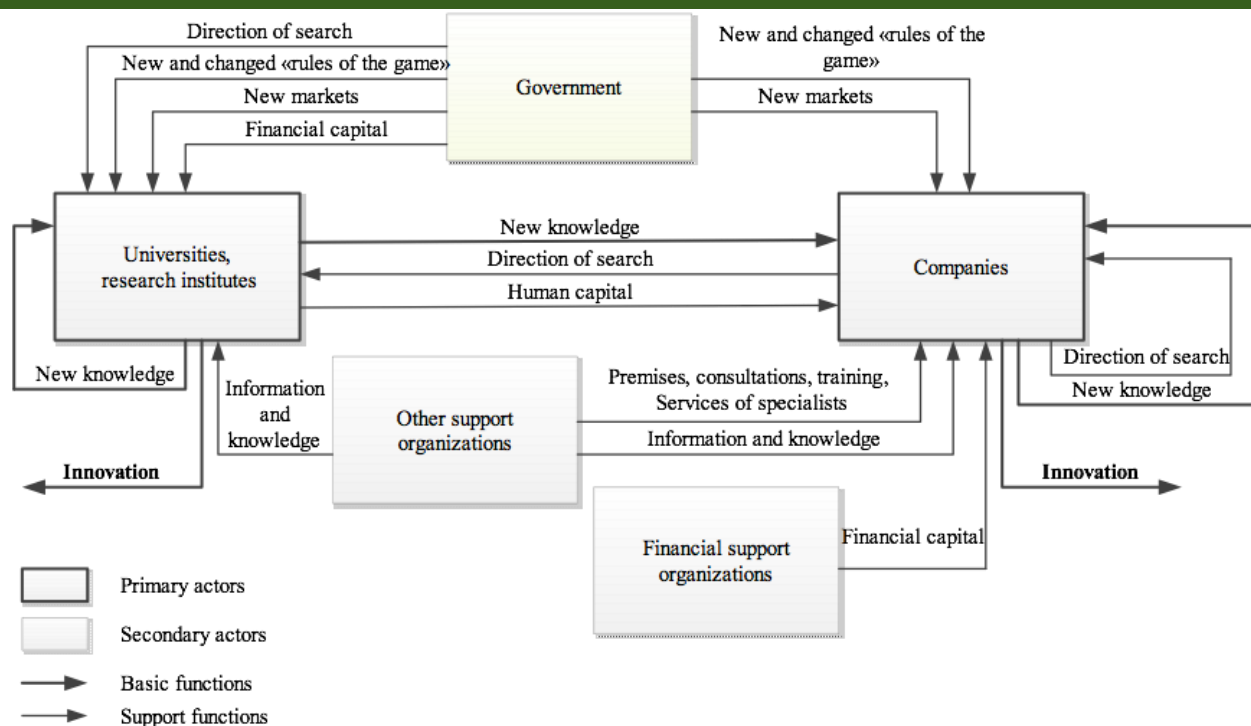 Direction of search
New and changed «rules of the game»
New markets
Financial capital
Government
New and changed «rules of the
game»
New markets
Universities,
research institutes
New knowledge
Direction of search
Human capital
Companies
New knowledge
Information
and
knowledge
Other support
organizations
Premises, consultations, training,
Services of specialists
Information and knowledge
Direction of search
New knowledge
Innovation
Innovation
Financial support
organizations
Financial capital
Primary actors
Secondary actors
Basic functions
Support functions